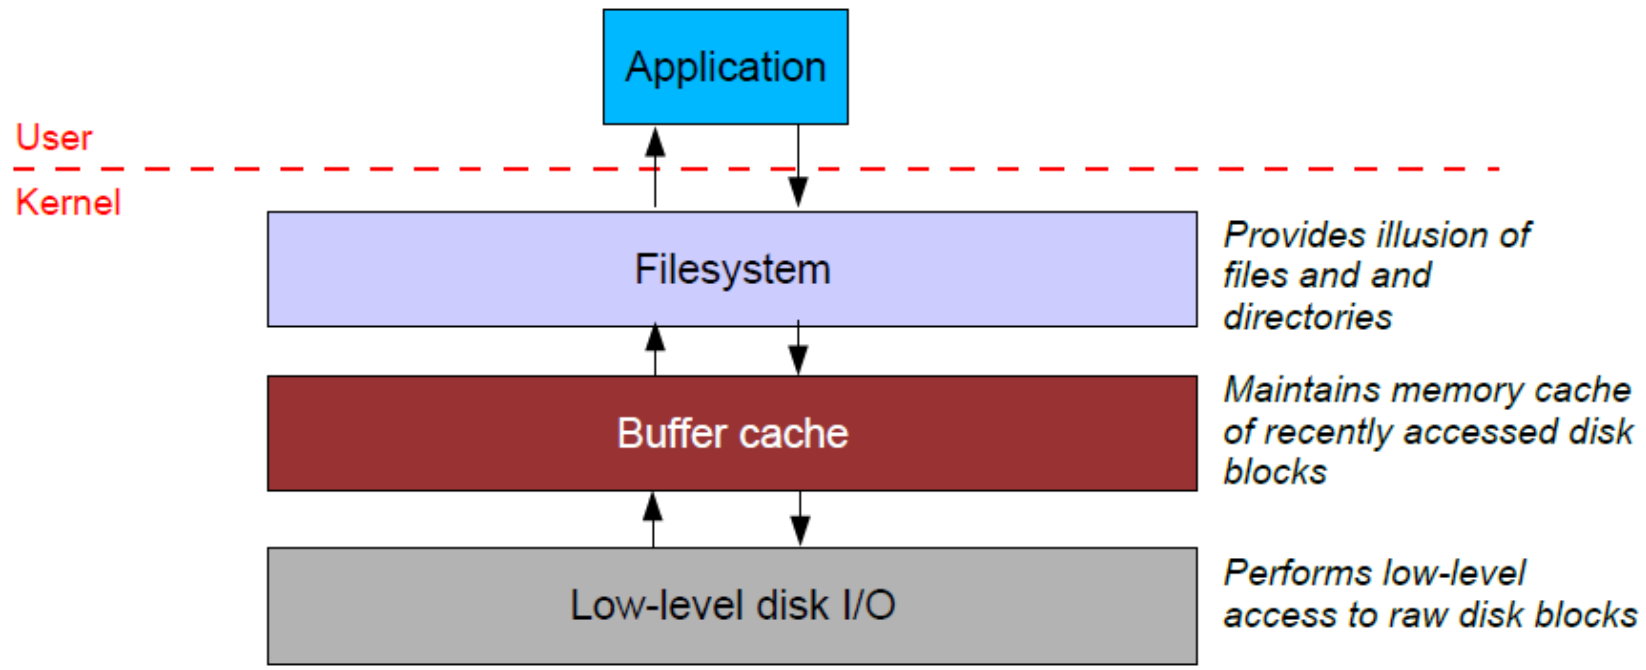 Application
User
Kernel
Filesystem
Provides illusion of
files and and
directories
Buffer cache
Maintains memory cache
of recently accessed disk
blocks
Low-level disk I/O
Performs low-level
access to raw disk blocks